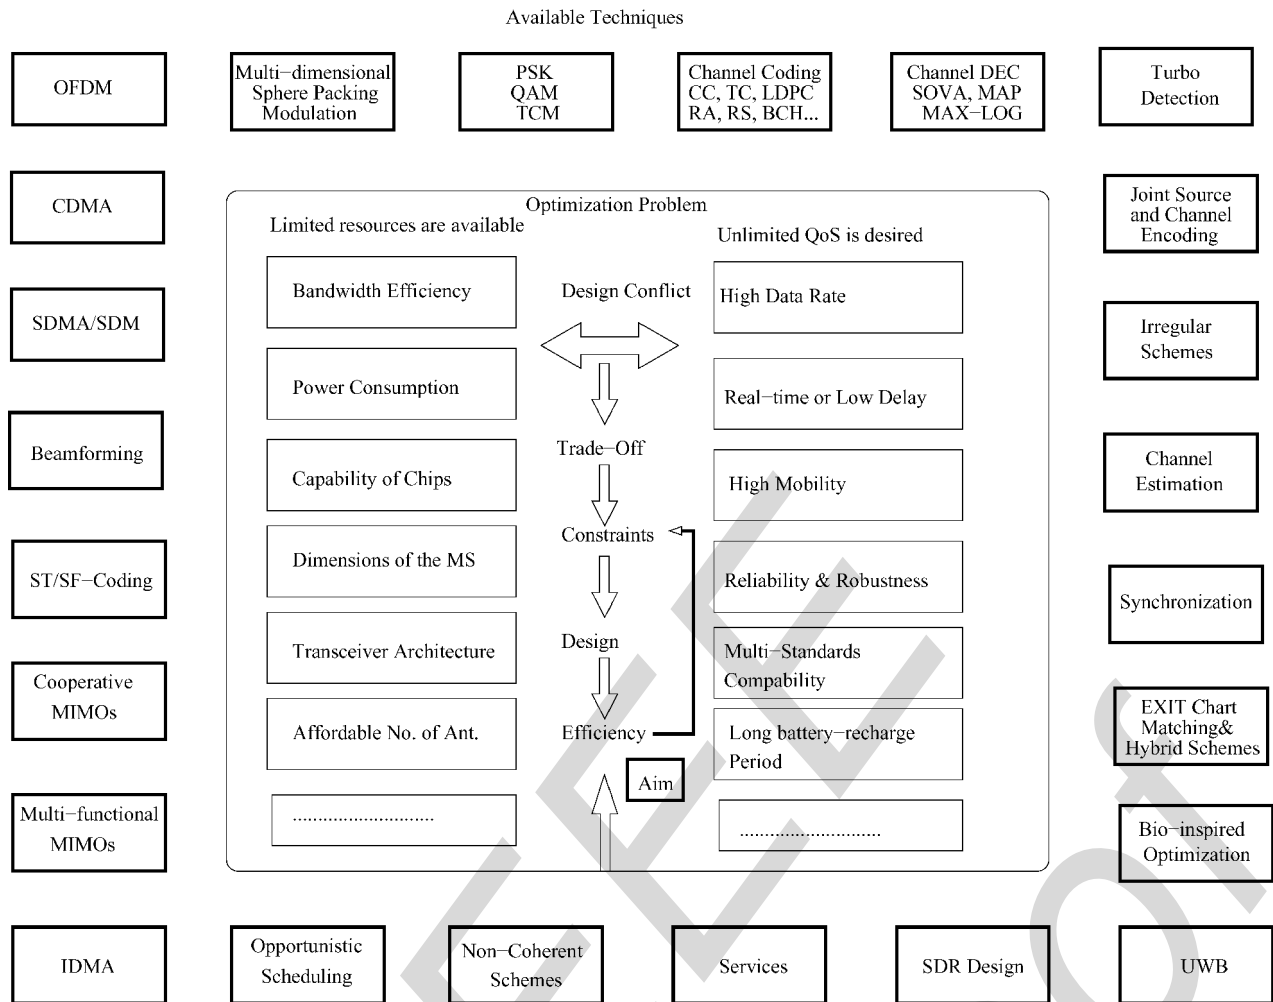 Available Techniques
OFDM
Multi−dimensional
Sphere Packing
Modulation
PSK
QAM
TCM
Channel Coding
CC, TC, LDPC
RA, RS, BCH...
Channel DEC
SOVA, MAP
MAX−LOG
Turbo
Detection
CDMA
SDMA/SDM
Beamforming
ST/SF−Coding
Cooperative
MIMOs
Multi−functional
MIMOs
Optimization Problem
Limited resources are available
Unlimited QoS is desired
Bandwidth Efficiency
Power Consumption
Capability of Chips
Dimensions of the MS
Transceiver Architecture
Affordable No. of Ant.
............................
Design Conflict
Trade−Off
Constraints
Design
Efficiency
Aim
High Data Rate
Real−time or Low Delay
High Mobility
Reliability & Robustness
Multi−Standards
Compability
Long battery−recharge
Period
............................
Joint Source
and Channel
Encoding
Irregular
Schemes
Channel
Estimation
Synchronization
EXIT Chart
Matching&
Hybrid Schemes
Bio−inspired
Optimization
IDMA
Opportunistic
Scheduling
Non−Coherent
Schemes
Services
SDR Design
UWB